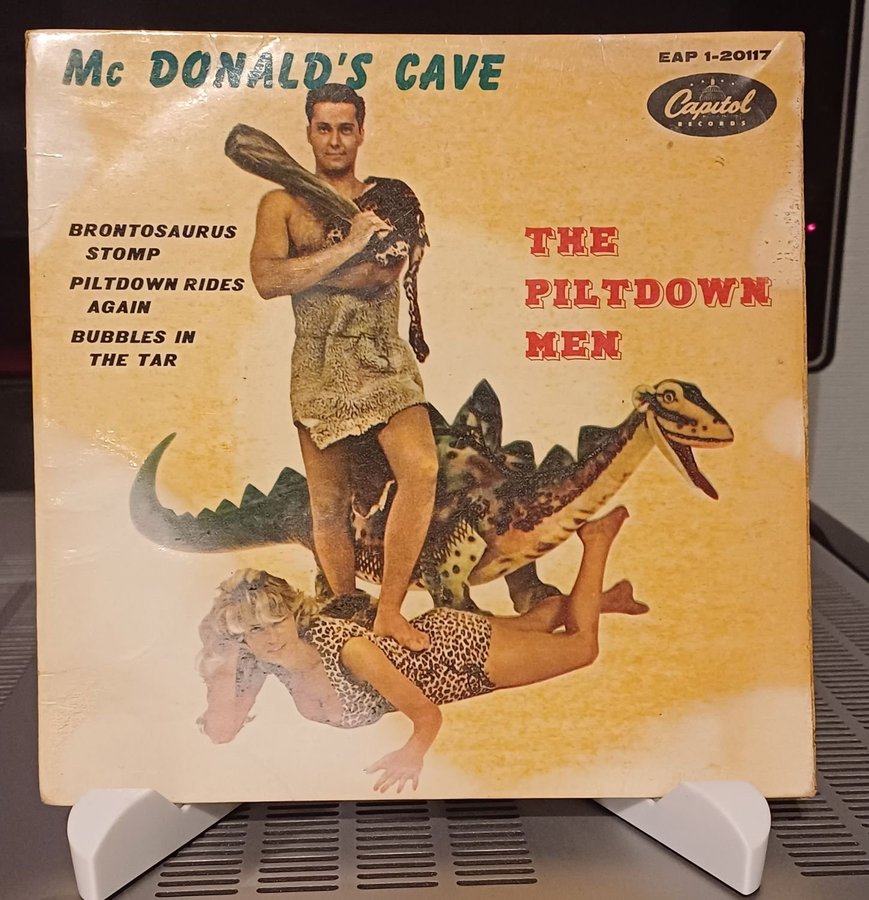 Mc DONALD'S CAVE
EAP 1-20117
Capitol
RECORDS
BRONTOSAURUS
STOMP
PILTDOWN RIDES
AGAIN
BUBBLES IN
THE TAR
THE
PILTDOWN
MEN